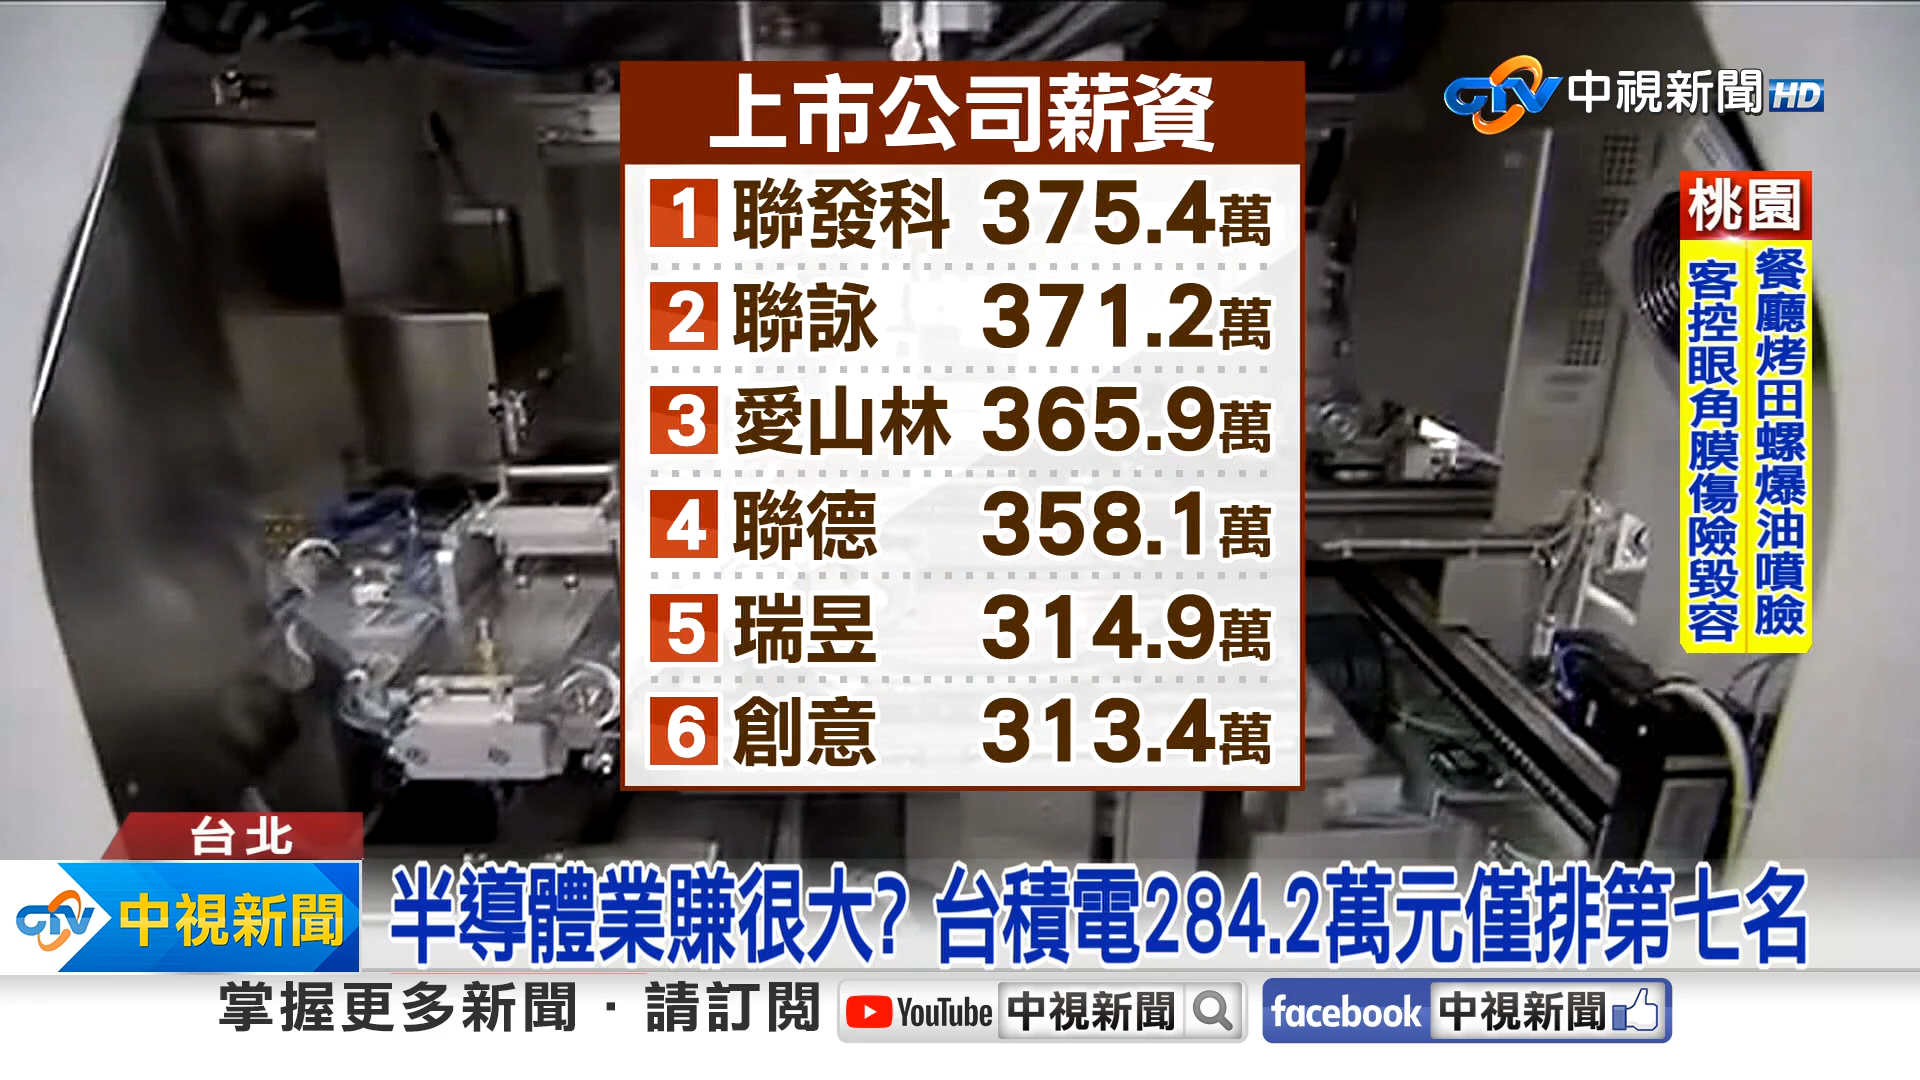 上市公司薪資
1 聯發科 375.4萬
2 聯詠 371.2萬
3 愛山林 365.9萬
4 聯德 358.1萬
5 瑞昱 314.9萬
6 創意 313.4萬
CTV 中視新聞 HD
桃園
餐廳烤田螺爆油噴臉
客控眼角膜傷險毀容
台北
CTV 中視新聞
半導體業賺很大? 台積電284.2萬元僅排第七名
掌握更多新聞·請訂閱 YouTube 中視新聞 facebook 中視新聞